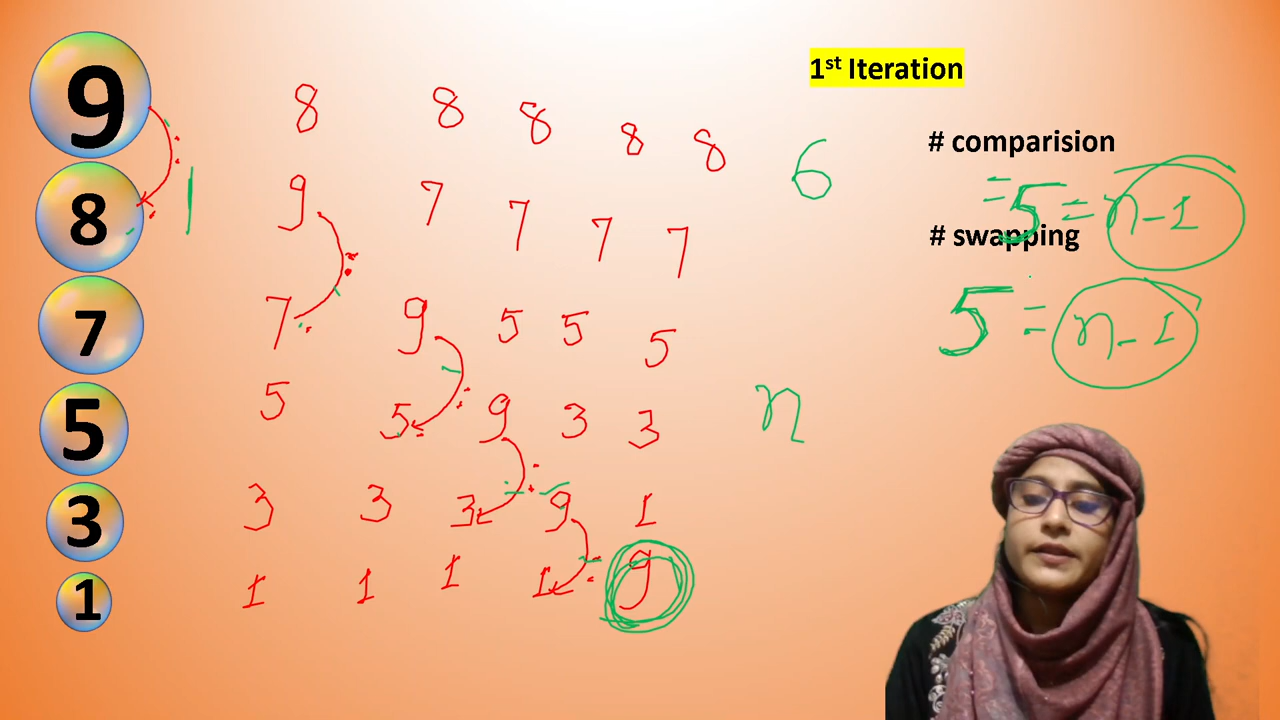 1st Iteration
# comparision
= 5 = n-1
# swapping
5 = n-1
9 8 8 8 8 8 6
8 1 9 7 7 7 7
7 7 9 5 5 5
5 5 5 9 3 3 n
3 3 3 3 9 1
1 1 1 1 1 9